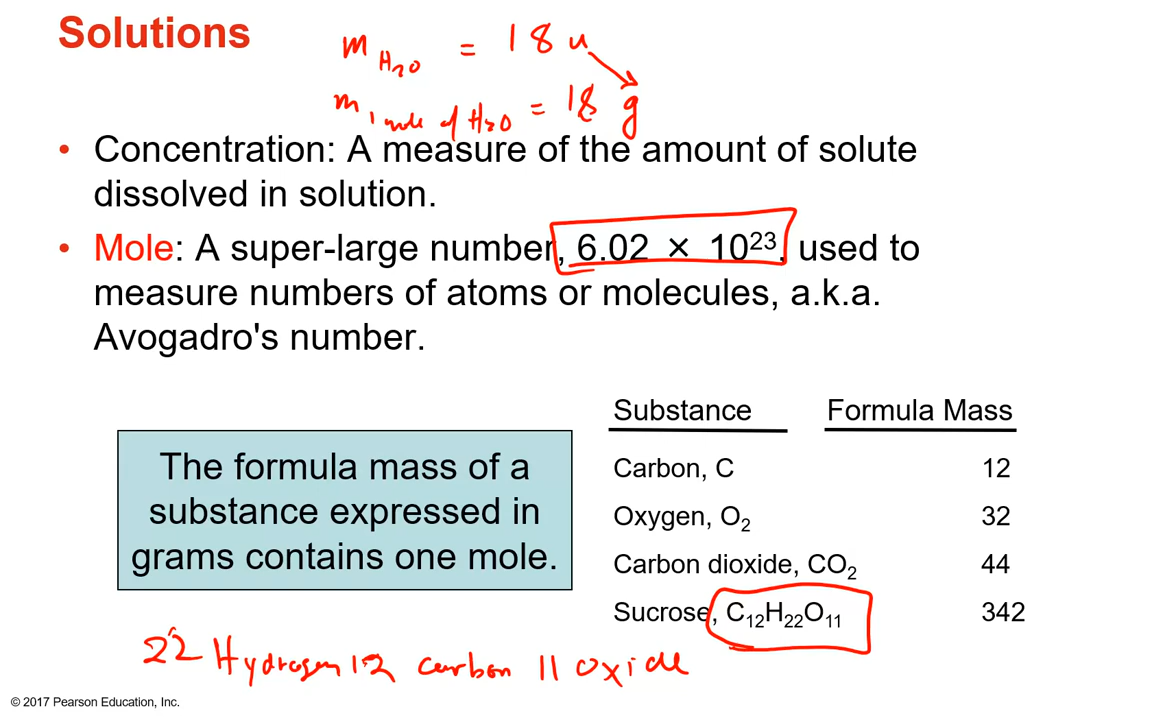 Solutions
m H₂O = 18 u
m 1 mole of H₂O = 18 g
• Concentration: A measure of the amount of solute
dissolved in solution.
• Mole: A super-large number, 6.02 × 10²³, used to
measure numbers of atoms or molecules, a.k.a.
Avogadro's number.
The formula mass of a
substance expressed in
grams contains one mole.
Substance Formula Mass
Carbon, C 12
Oxygen, O₂ 32
Carbon dioxide, CO₂ 44
Sucrose, C₁₂H₂₂O₁₁ 342
22 Hydrogen 12 carbon 11 oxide
© 2017 Pearson Education, Inc.